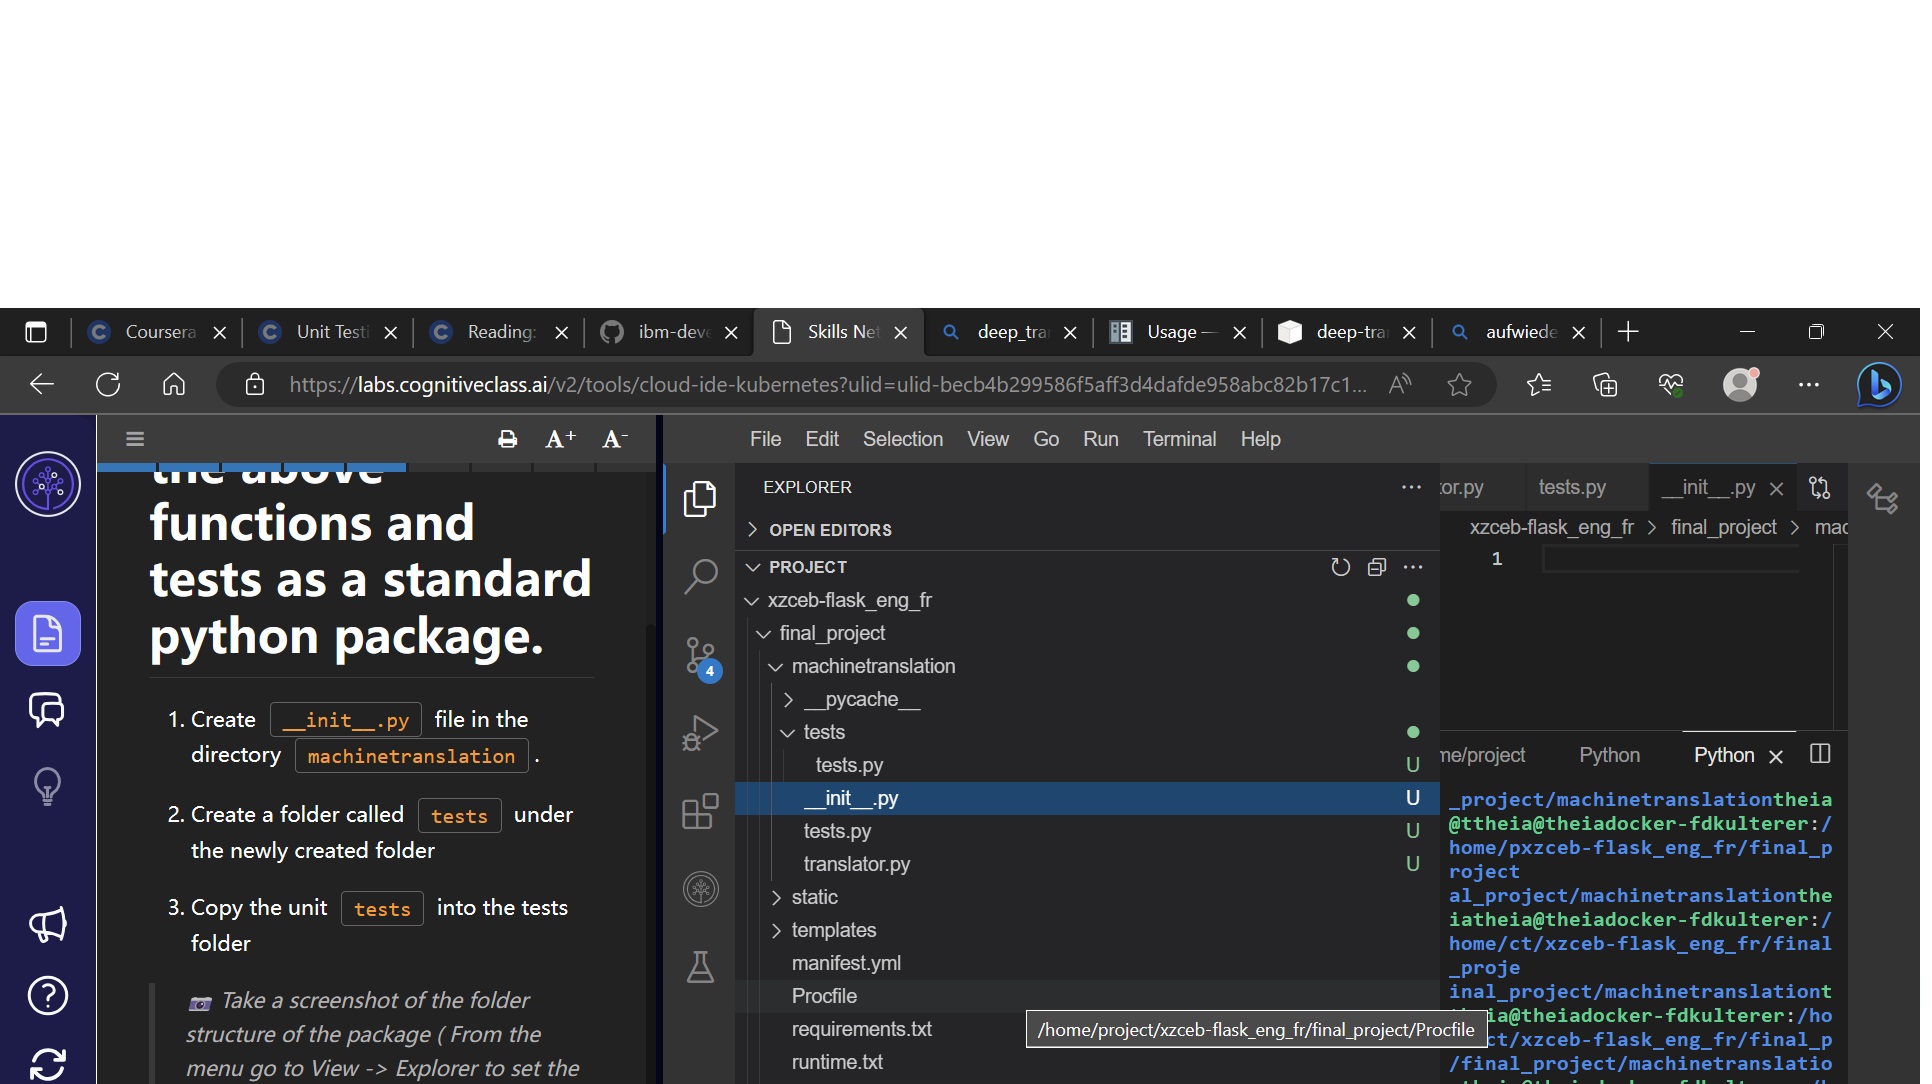 Coursera
Unit Testi
Reading:
ibm-deve
Skills Net
deep_tra
Usage —
deep-tra
aufwiede
https://labs.cognitiveclass.ai/v2/tools/cloud-ide-kubernetes?ulid=ulid-becb4b299586f5aff3d4dafde958abc82b17c1...
A+ A-
the above
functions and
tests as a standard
python package.
1. Create __init__.py file in the
directory machinetranslation .
2. Create a folder called tests under
the newly created folder
3. Copy the unit tests into the tests
folder
Take a screenshot of the folder
structure of the package ( From the
menu go to View -> Explorer to set the
File Edit Selection View Go Run Terminal Help
4
EXPLORER
OPEN EDITORS
PROJECT
xzceb-flask_eng_fr
final_project
machinetranslation
__pycache__
tests
tests.py U
__init__.py U
tests.py U
translator.py U
static
templates
manifest.yml
Procfile
requirements.txt
runtime.txt
/home/project/xzceb-flask_eng_fr/final_project/Procfile
or.py tests.py __init__.py
xzceb-flask_eng_fr > final_project > mac
1
me/project Python Python
_project/machinetranslationtheia
@ttheia@theiadocker-fdkulterer:/
home/pxzceb-flask_eng_fr/final_p
roject
al_project/machinetranslationthe
iatheia@theiadocker-fdkulterer:/
home/ct/xzceb-flask_eng_fr/final
_proje
inal_project/machinetranslationt
ia@theiadocker-fdkulterer:/ho
ct/xzceb-flask_eng_fr/final_p
/final_project/machinetranslatio